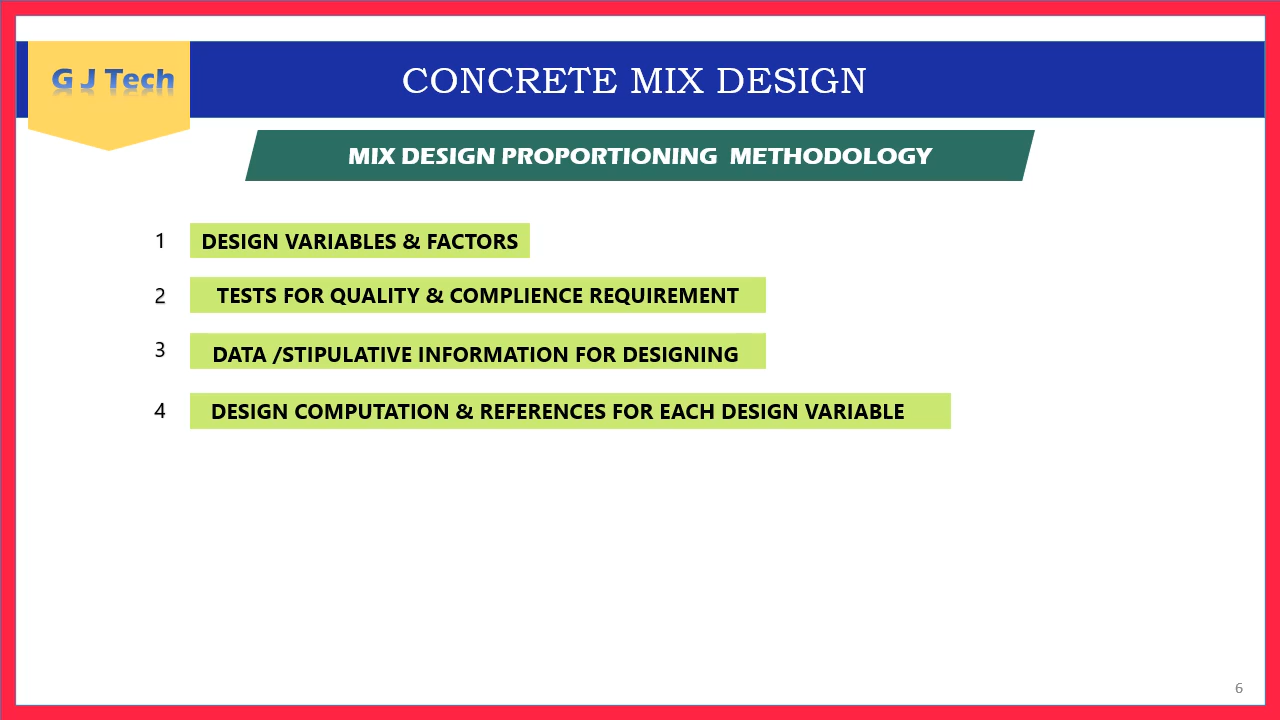 G J Tech
CONCRETE MIX DESIGN
MIX DESIGN PROPORTIONING METHODOLOGY
1 DESIGN VARIABLES & FACTORS
2 TESTS FOR QUALITY & COMPLIENCE REQUIREMENT
3 DATA /STIPULATIVE INFORMATION FOR DESIGNING
4 DESIGN COMPUTATION & REFERENCES FOR EACH DESIGN VARIABLE
6